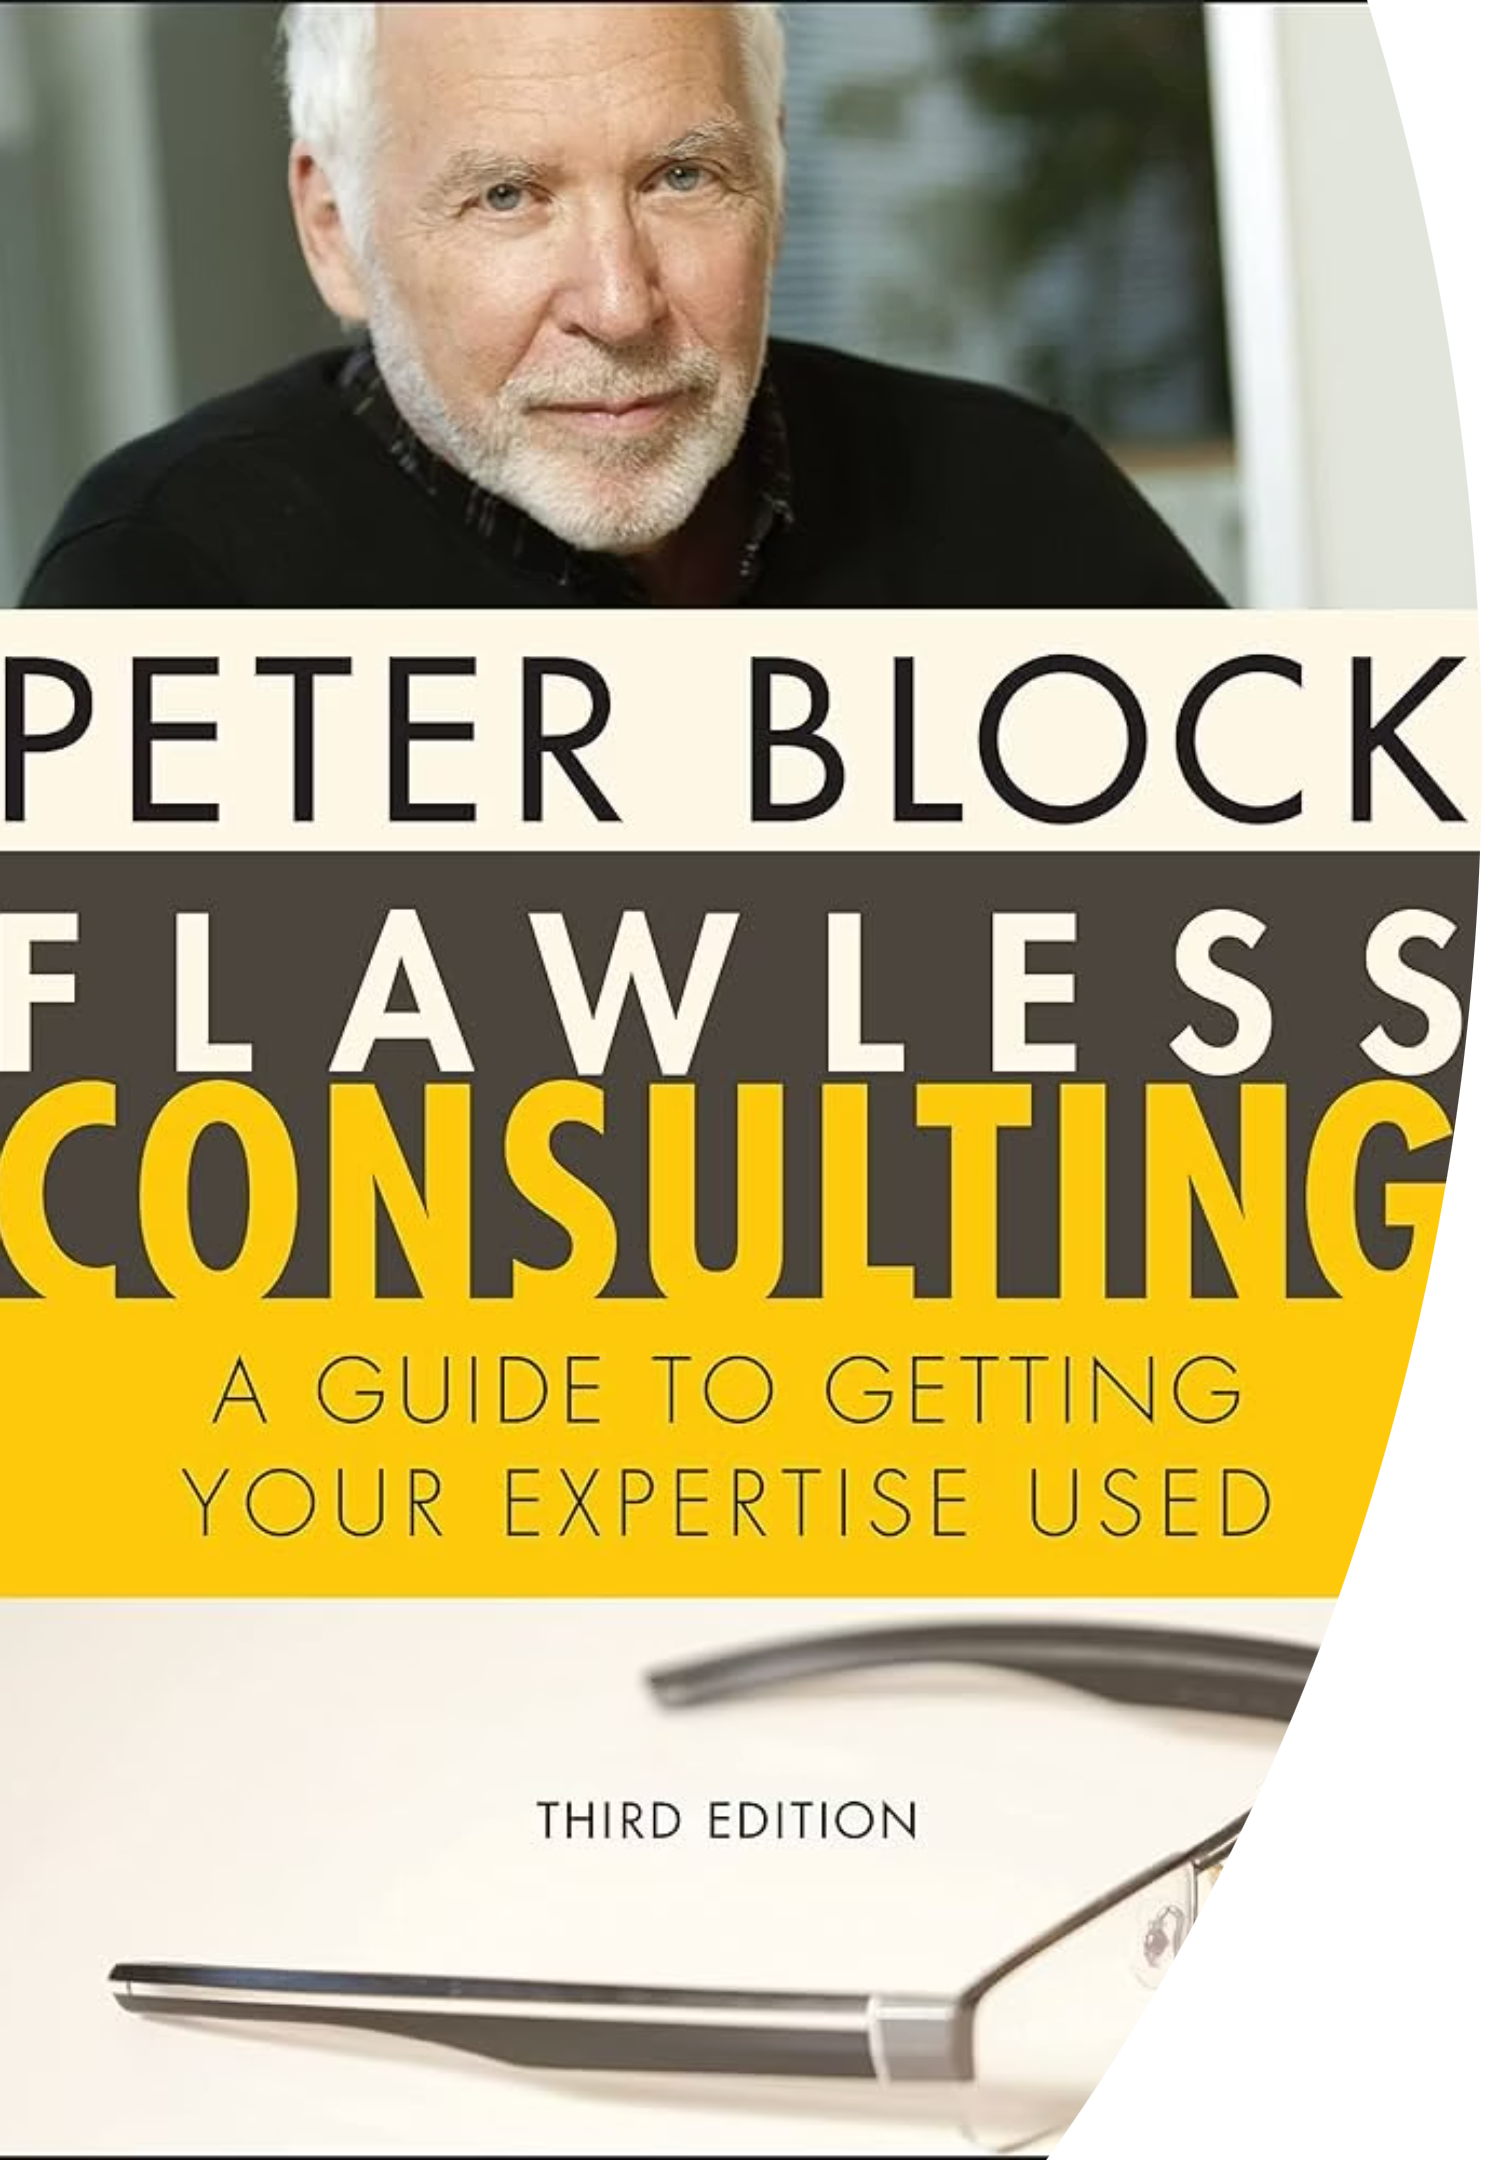 PETER BLOCK
FLAWLESS
CONSULTING
A GUIDE TO GETTING
YOUR EXPERTISE USED
THIRD EDITION